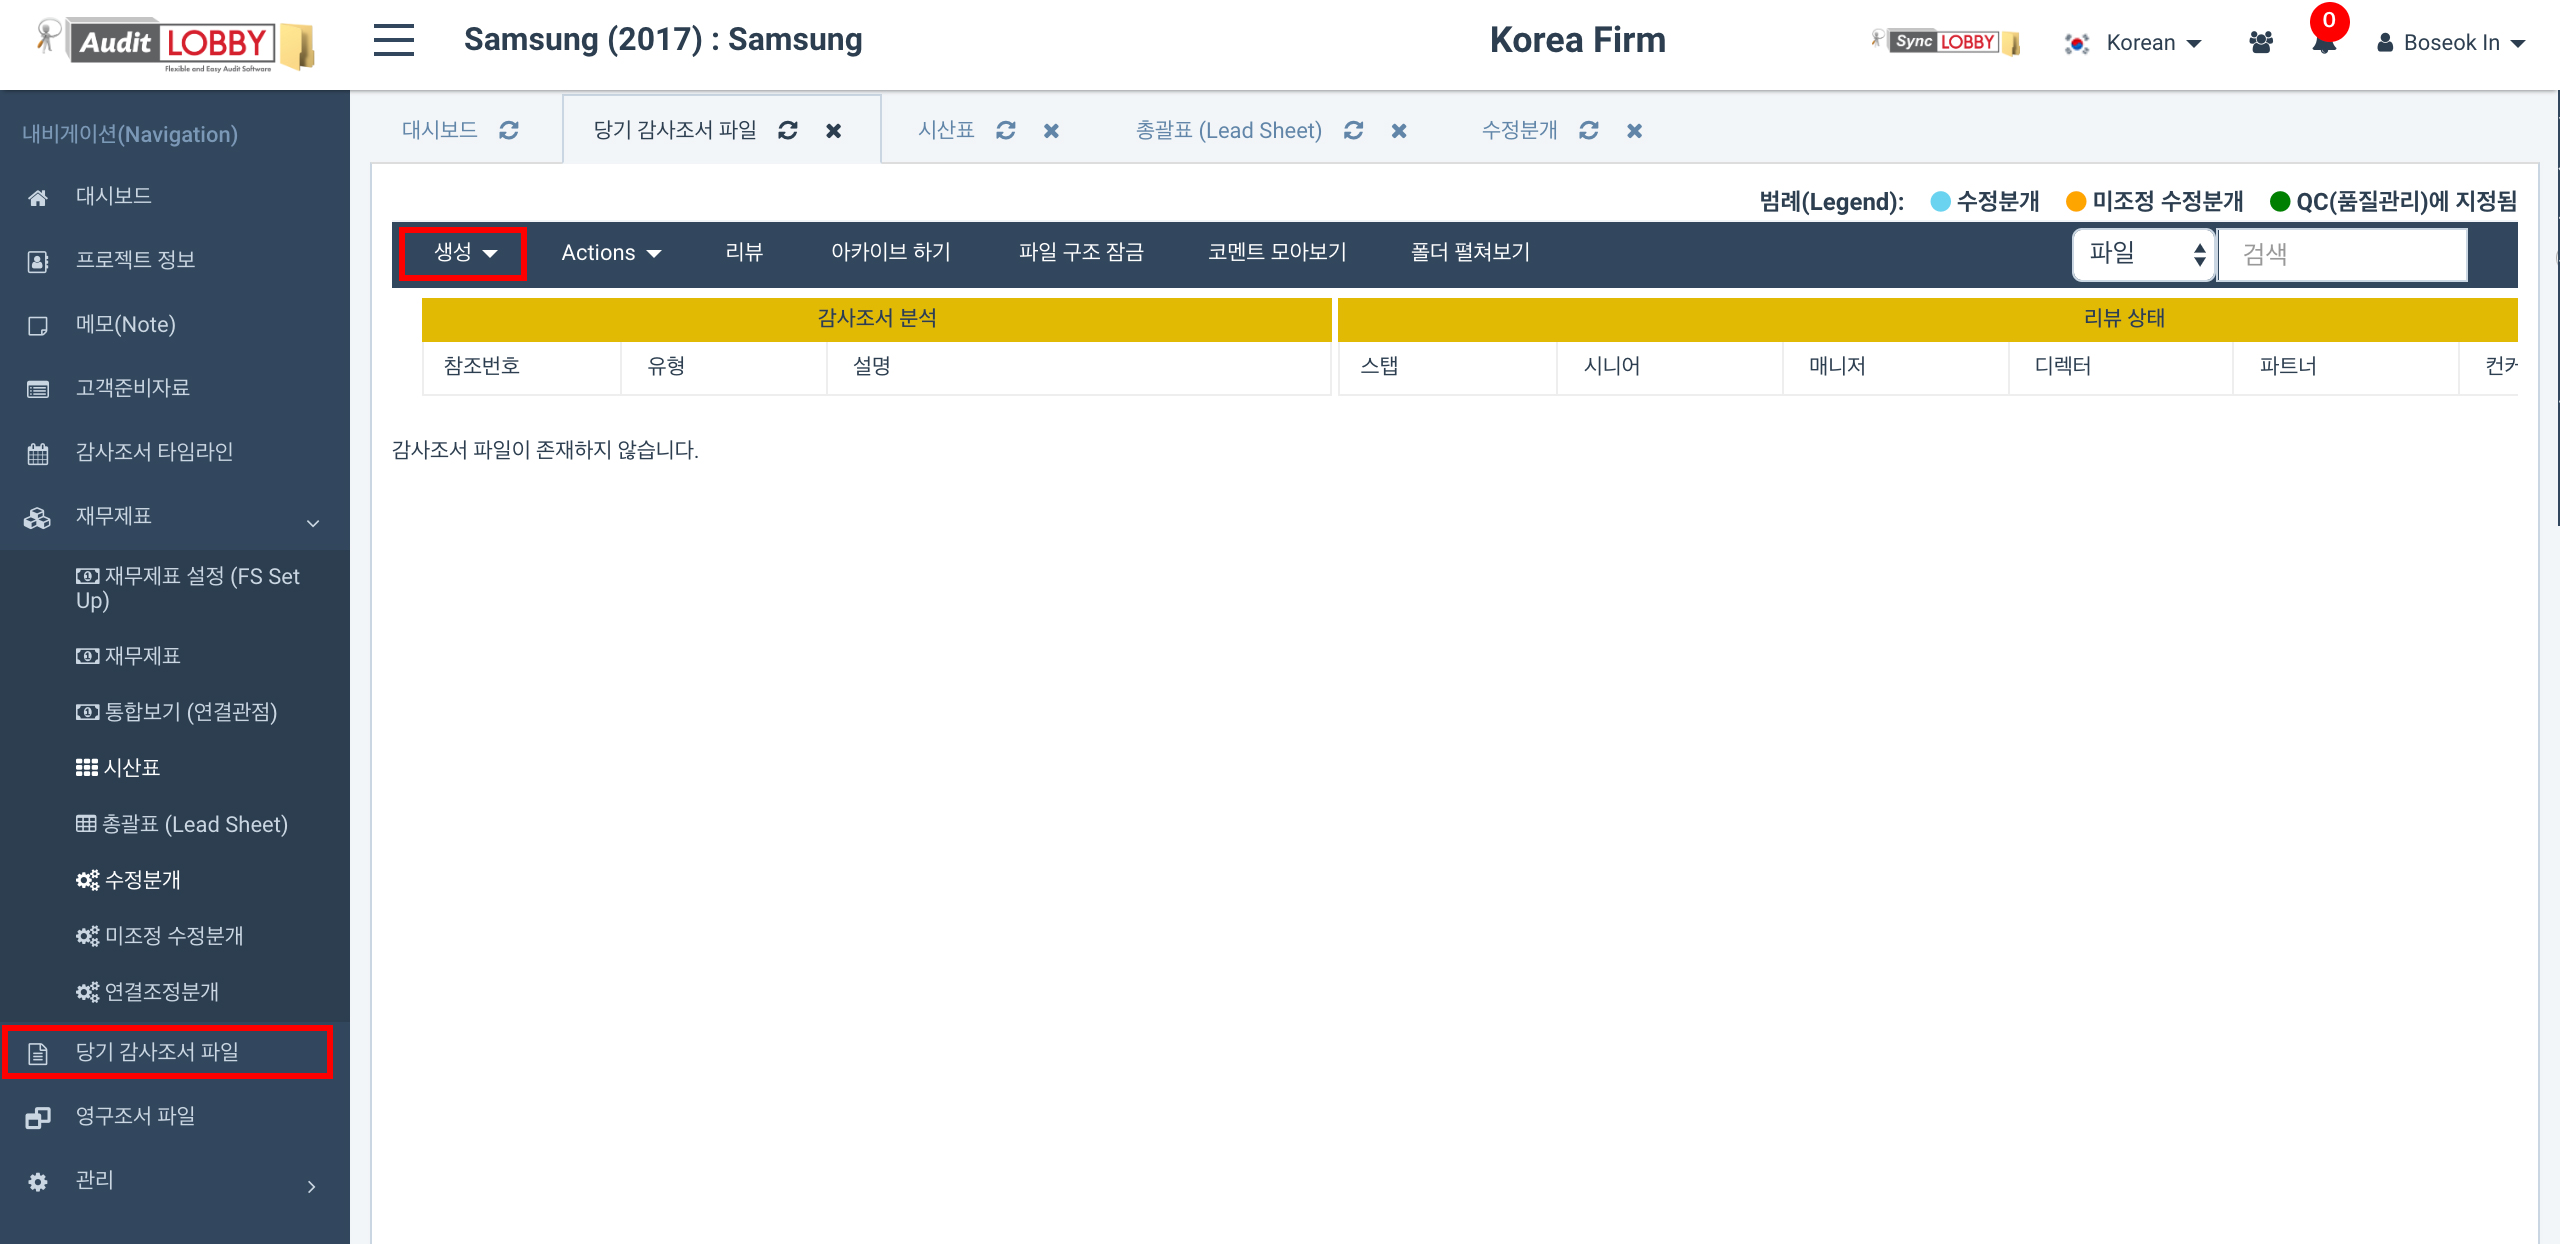 Audit LOBBY
Flexible and Easy Audit Software
Samsung (2017) : Samsung
Korea Firm
Sync LOBBY
Korean
0
Boseok In
내비게이션(Navigation)
대시보드
프로젝트 정보
메모(Note)
고객준비자료
감사조서 타임라인
재무제표
재무제표 설정 (FS Set
Up)
재무제표
통합보기 (연결관점)
시산표
총괄표 (Lead Sheet)
수정분개
미조정 수정분개
연결조정분개
당기 감사조서 파일
영구조서 파일
관리
대시보드
당기 감사조서 파일
시산표
총괄표 (Lead Sheet)
수정분개
범례(Legend): 수정분개 미조정 수정분개 QC(품질관리)에 지정됨
생성 Actions 리뷰 아카이브 하기 파일 구조 잠금 코멘트 모아보기 폴더 펼쳐보기 파일 검색
감사조서 분석 리뷰 상태
참조번호 유형 설명 스탭 시니어 매니저 디렉터 파트너
감사조서 파일이 존재하지 않습니다.